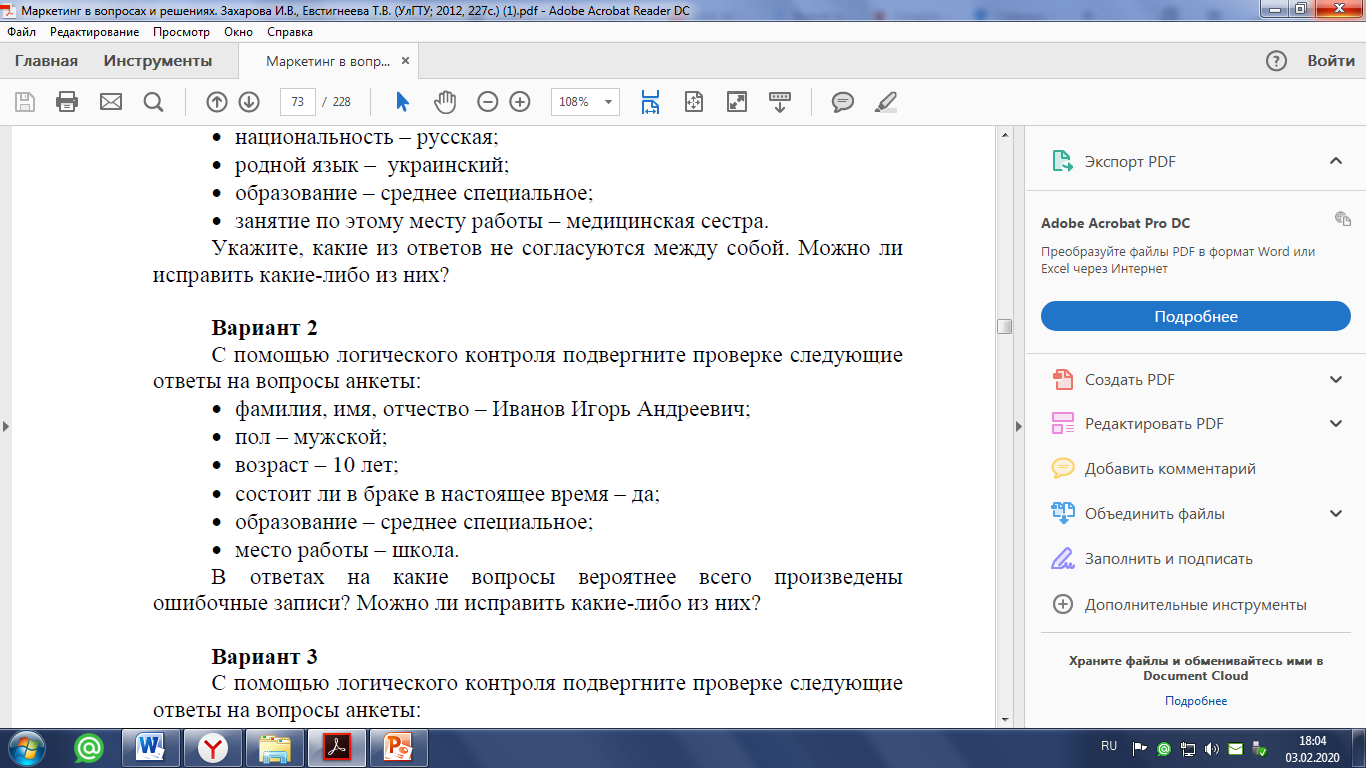 Маркетинг в вопросах и решениях. Захарова И.В., Евстигнеева Т.В. (УлГТУ; 2012, 227с.) (1).pdf - Adobe Acrobat Reader DC
Файл Редактирование Просмотр Окно Справка
Главная Инструменты Маркетинг в вопр... × Войти
73 / 228 108%
• национальность – русская;
• родной язык – украинский;
• образование – среднее специальное;
• занятие по этому месту работы – медицинская сестра.
Укажите, какие из ответов не согласуются между собой. Можно ли
исправить какие-либо из них?
Вариант 2
С помощью логического контроля подвергните проверке следующие
ответы на вопросы анкеты:
• фамилия, имя, отчество – Иванов Игорь Андреевич;
• пол – мужской;
• возраст – 10 лет;
• состоит ли в браке в настоящее время – да;
• образование – среднее специальное;
• место работы – школа.
В ответах на какие вопросы вероятнее всего произведены
ошибочные записи? Можно ли исправить какие-либо из них?
Вариант 3
С помощью логического контроля подвергните проверке следующие
ответы на вопросы анкеты:
Экспорт PDF
Adobe Acrobat Pro DC
Преобразуйте файлы PDF в формат Word или
Excel через Интернет
Подробнее
Создать PDF
Редактировать PDF
Добавить комментарий
Объединить файлы
Заполнить и подписать
Дополнительные инструменты
Храните файлы и обменивайтесь ими в
Document Cloud
Подробнее
RU 18:04
03.02.2020